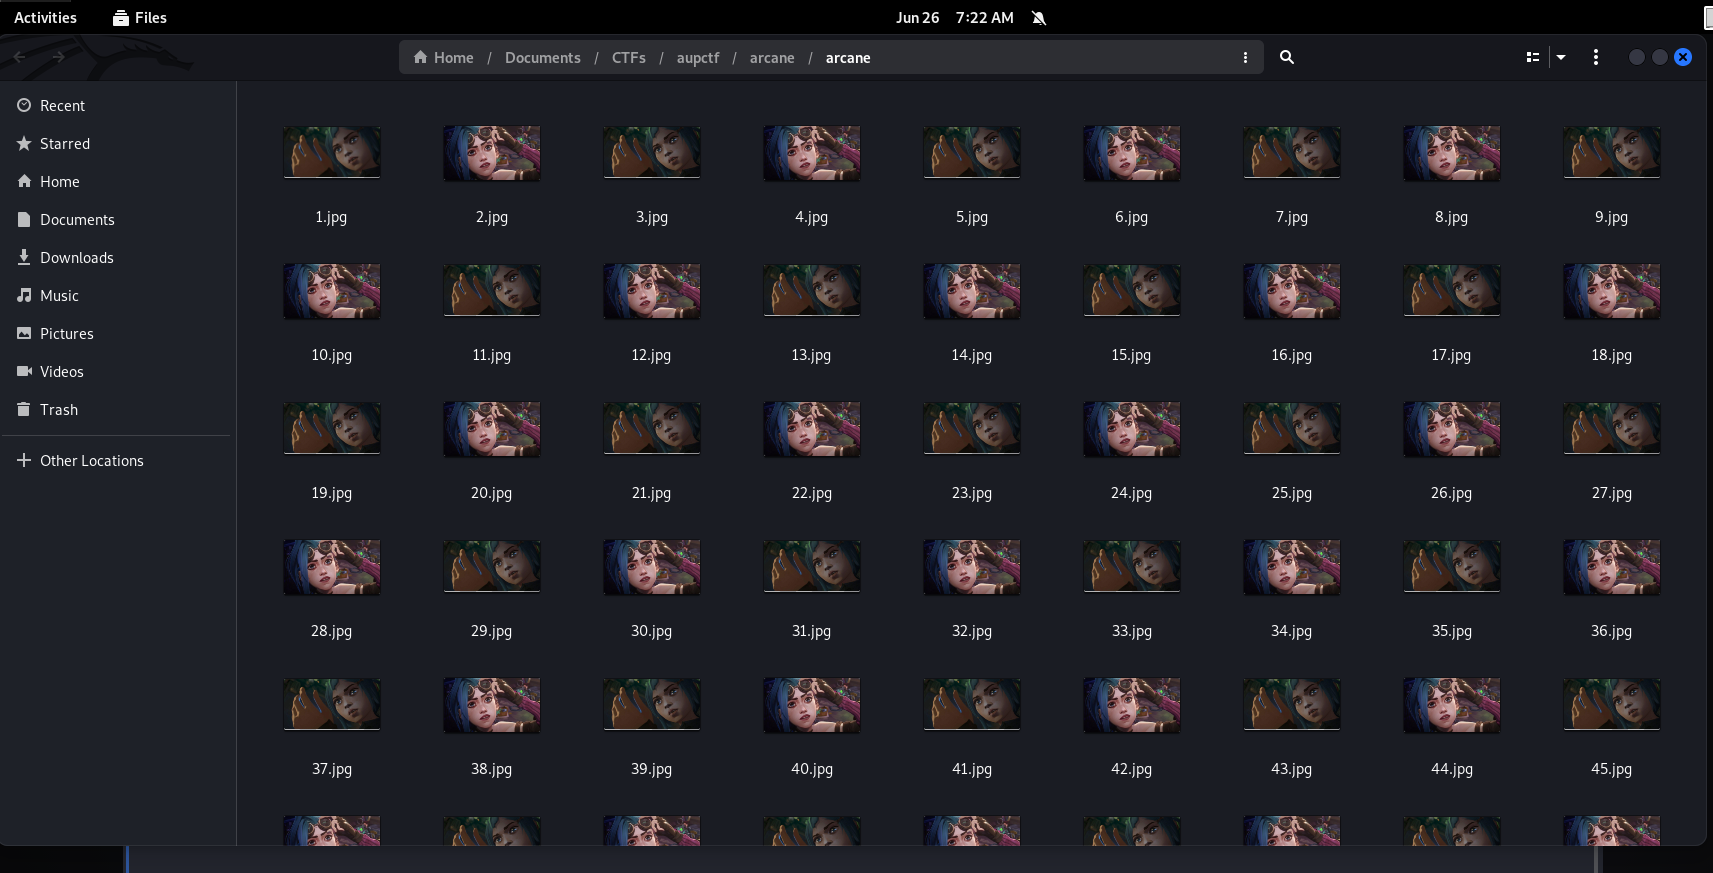 Activities Files Jun 26 7:22 AM
Home / Documents / CTFs / aupctf / arcane / arcane
Recent
Starred
Home
Documents
Downloads
Music
Pictures
Videos
Trash
Other Locations
1.jpg 2.jpg 3.jpg 4.jpg 5.jpg 6.jpg 7.jpg 8.jpg 9.jpg
10.jpg 11.jpg 12.jpg 13.jpg 14.jpg 15.jpg 16.jpg 17.jpg 18.jpg
19.jpg 20.jpg 21.jpg 22.jpg 23.jpg 24.jpg 25.jpg 26.jpg 27.jpg
28.jpg 29.jpg 30.jpg 31.jpg 32.jpg 33.jpg 34.jpg 35.jpg 36.jpg
37.jpg 38.jpg 39.jpg 40.jpg 41.jpg 42.jpg 43.jpg 44.jpg 45.jpg